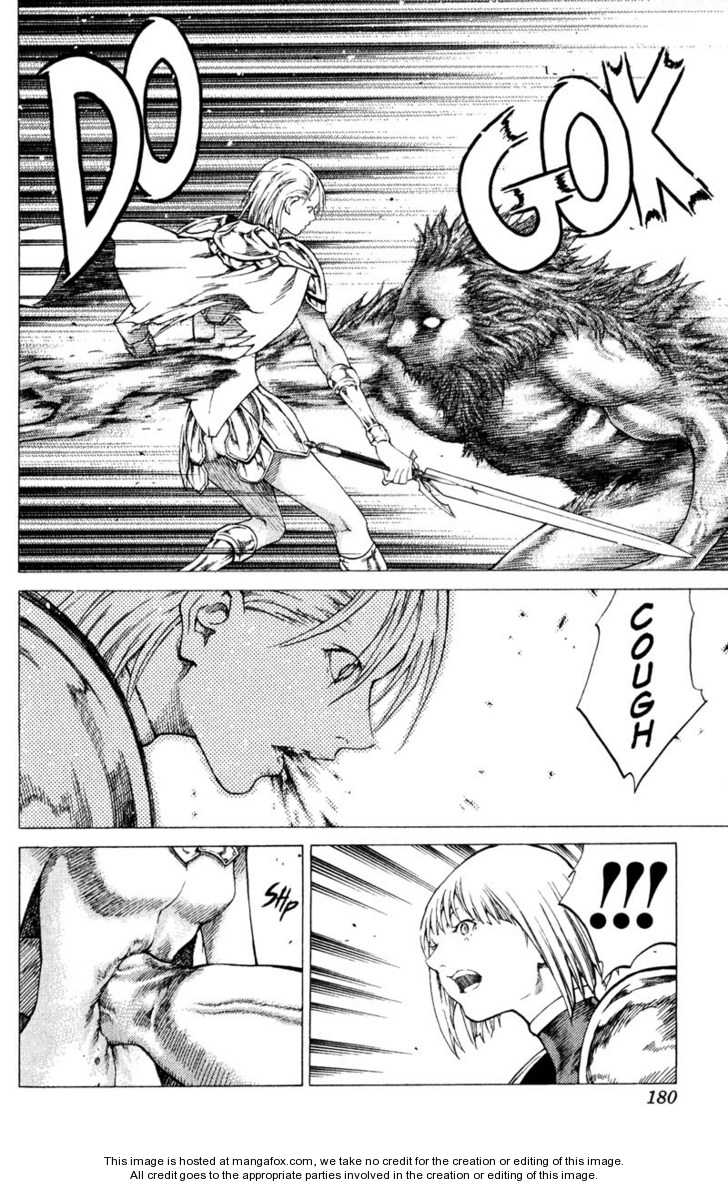 DO
GOK
COUGH
SHP
!!!
180
This image is hosted at mangafox.com, we take no credit for the creation or editing of this image.
All credit goes to the appropriate parties involved in the creation or editing of this image.